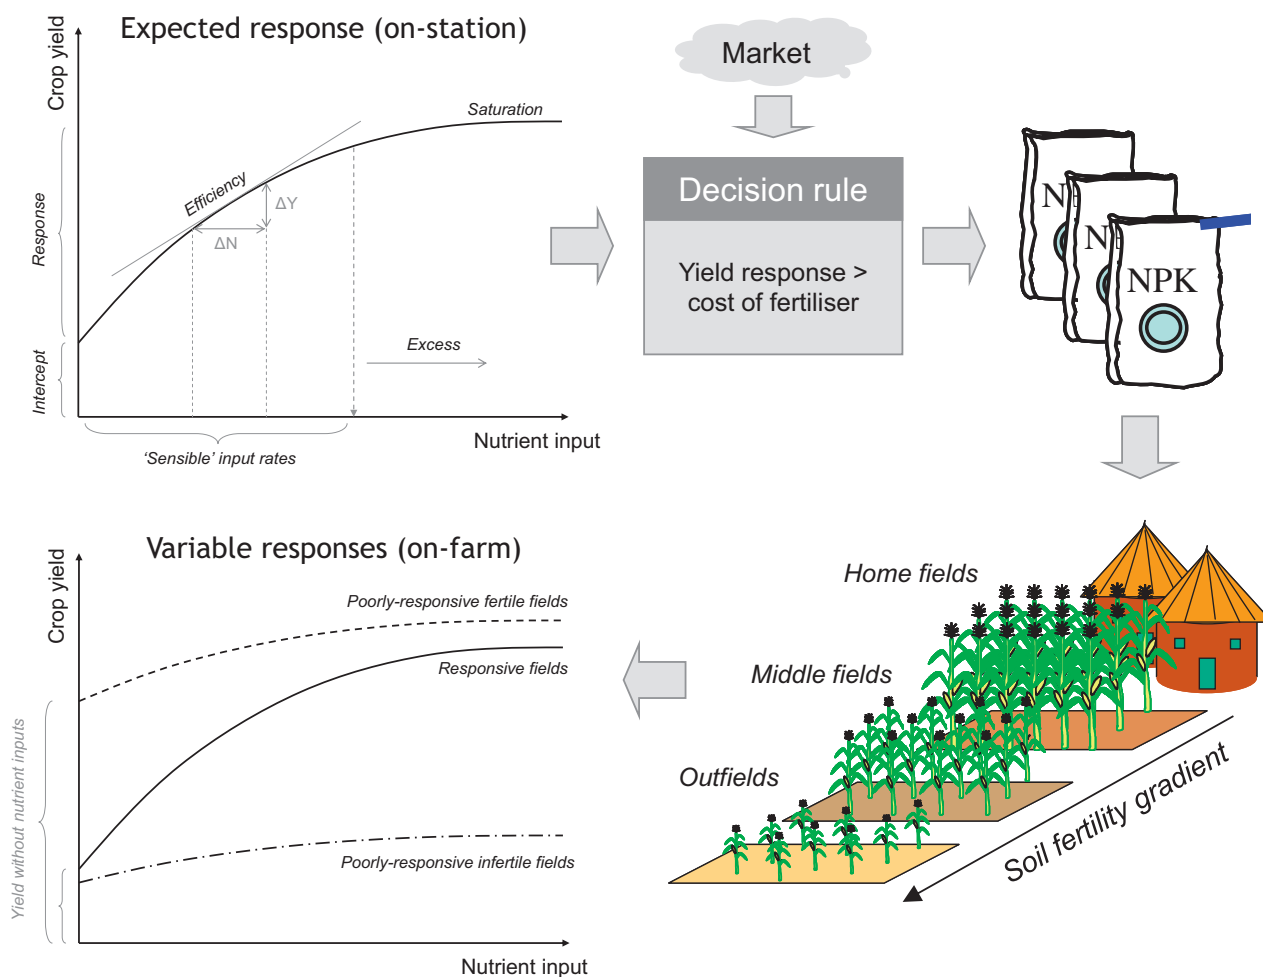 Expected response (on-station)
Crop yield
Saturation
Efficiency
ΔY
ΔN
Response
Intercept
Excess
Nutrient input
‘Sensible’ input rates
Market
Decision rule
Yield response >
cost of fertiliser
NPK
Variable responses (on-farm)
Crop yield
Poorly-responsive fertile fields
Responsive fields
Poorly-responsive infertile fields
Yield without nutrient inputs
Nutrient input
Home fields
Middle fields
Outfields
Soil fertility gradient